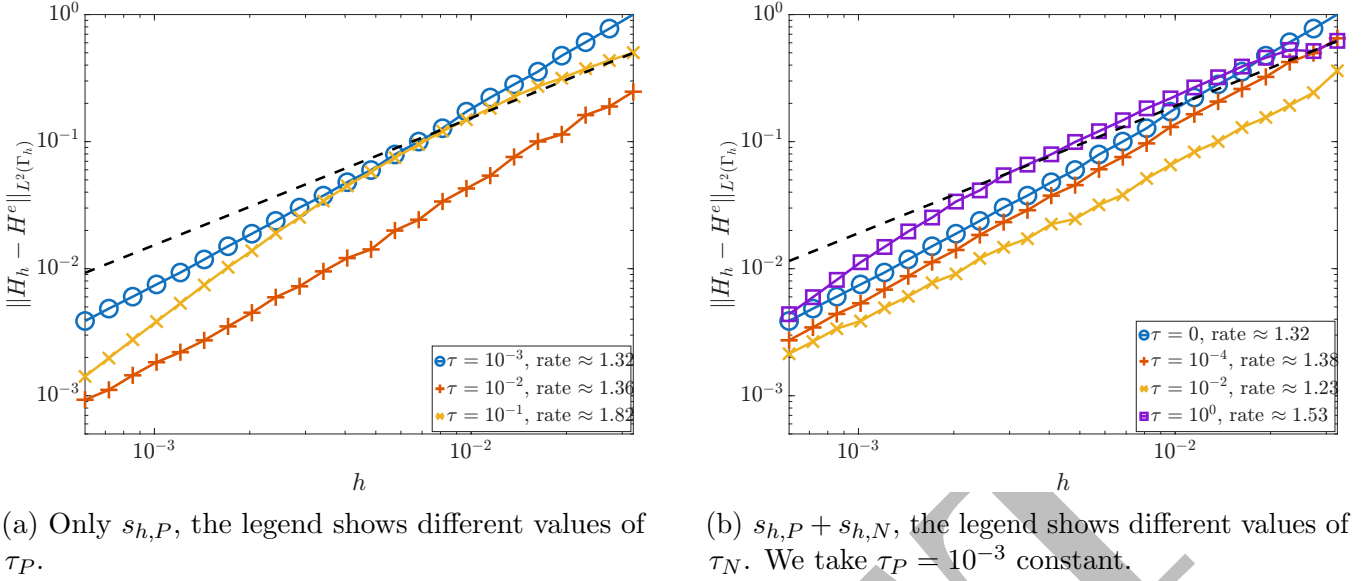 10^0
10^{-1}
10^{-2}
10^{-3}
∥H_h − H^e∥_{L^2(Γ_h)}
τ = 10^{-3}, rate ≈ 1.32
τ = 10^{-2}, rate ≈ 1.36
τ = 10^{-1}, rate ≈ 1.82
10^{-3} 10^{-2}
h
(a) Only s_{h,P}, the legend shows different values of
τ_P.
10^0
10^{-1}
10^{-2}
10^{-3}
∥H_h − H^e∥_{L^2(Γ_h)}
τ = 0, rate ≈ 1.32
τ = 10^{-4}, rate ≈ 1.38
τ = 10^{-2}, rate ≈ 1.23
τ = 10^0, rate ≈ 1.53
10^{-3} 10^{-2}
h
(b) s_{h,P} + s_{h,N}, the legend shows different values of
τ_N. We take τ_P = 10^{-3} constant.